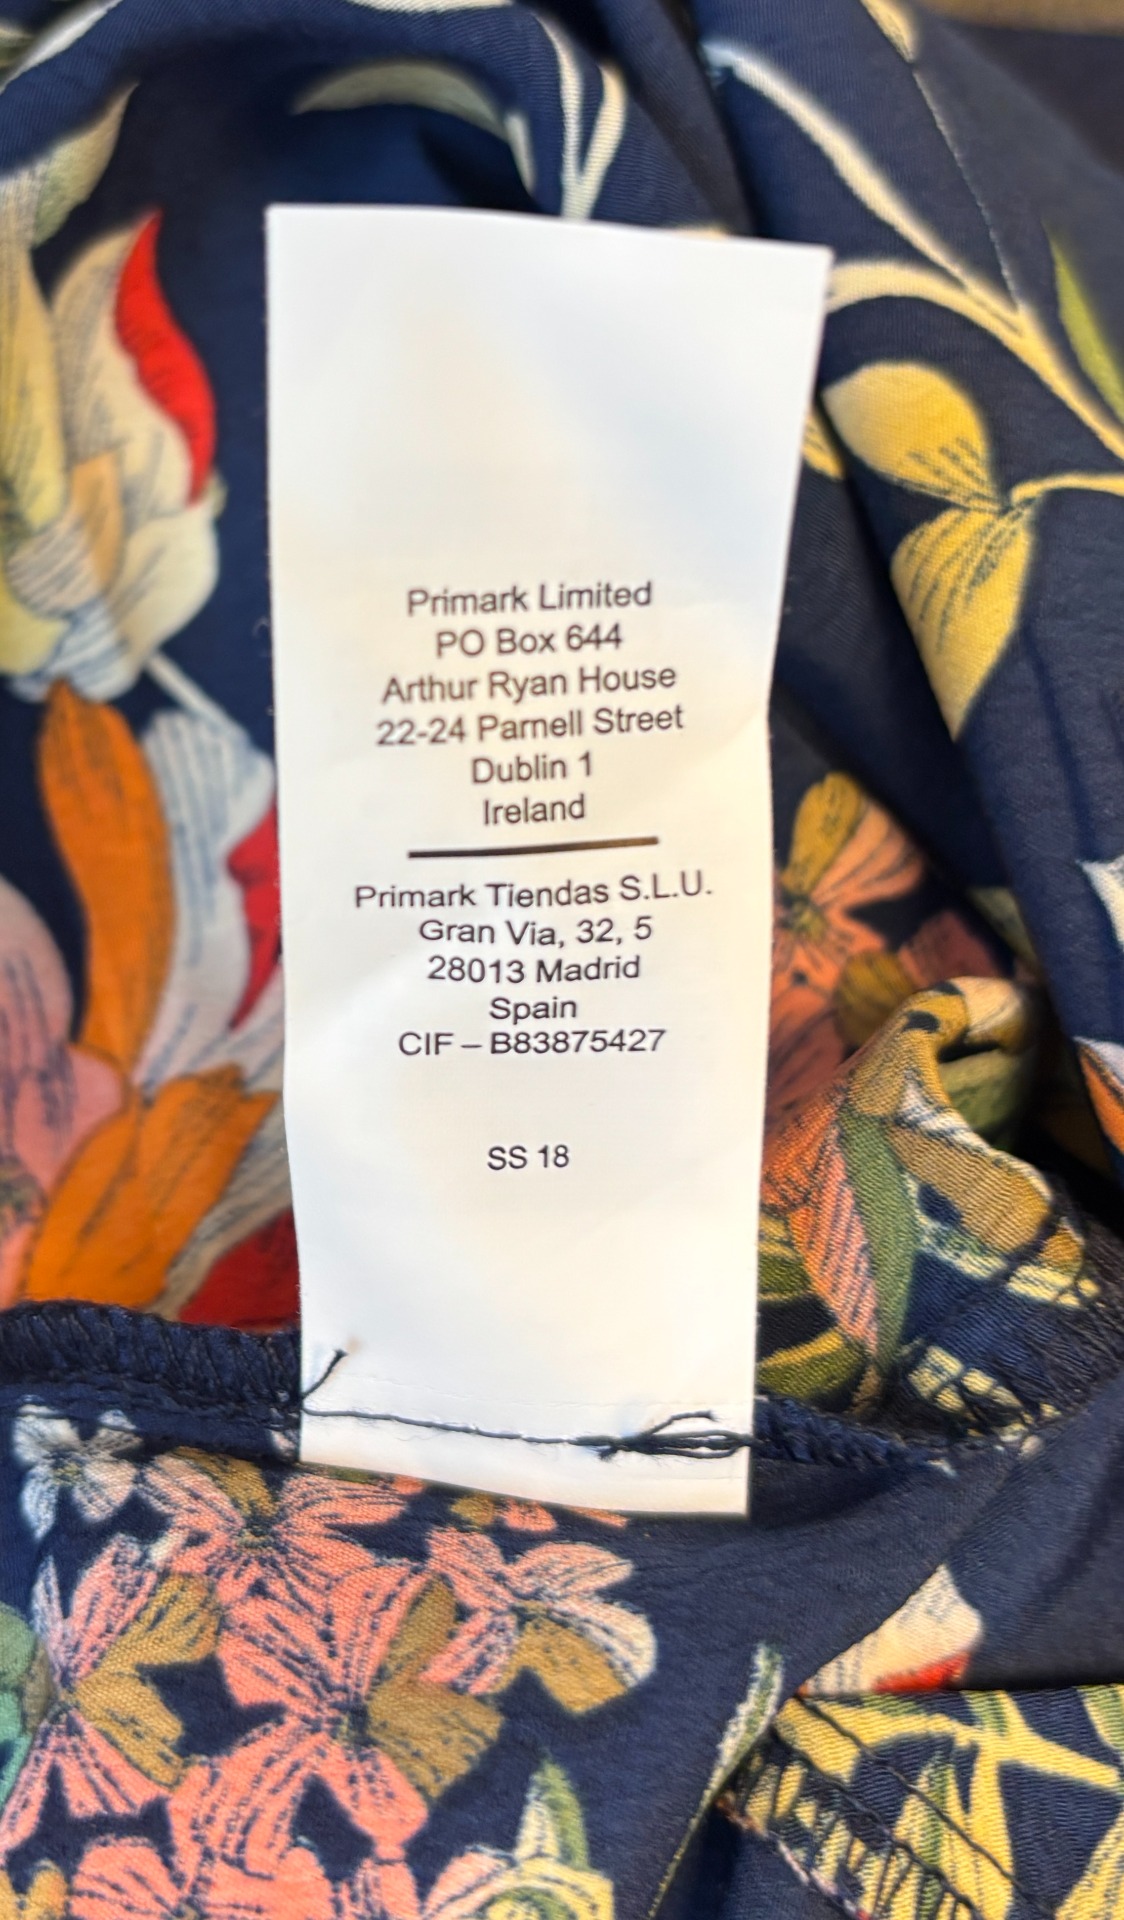 Primark Limited
PO Box 644
Arthur Ryan House
22-24 Parnell Street
Dublin 1
Ireland
Primark Tiendas S.L.U.
Gran Via, 32, 5
28013 Madrid
Spain
CIF – B83875427
SS 18